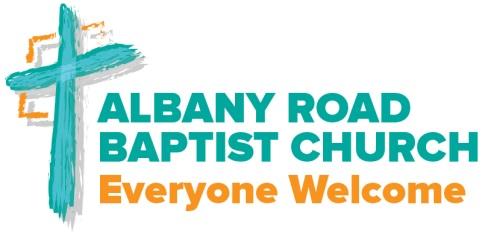 ALBANY ROAD
BAPTIST CHURCH
Everyone Welcome